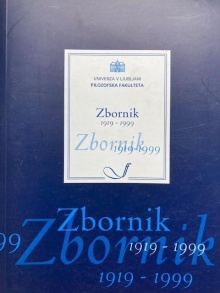 UNIVERZA V LJUBLJANI
FILOZOFSKA FAKULTETA
Zbornik
1919 - 1999
Zbornik
1919-1999
Zbornik
99
Zbornik
1919 - 1999
1919 - 1999